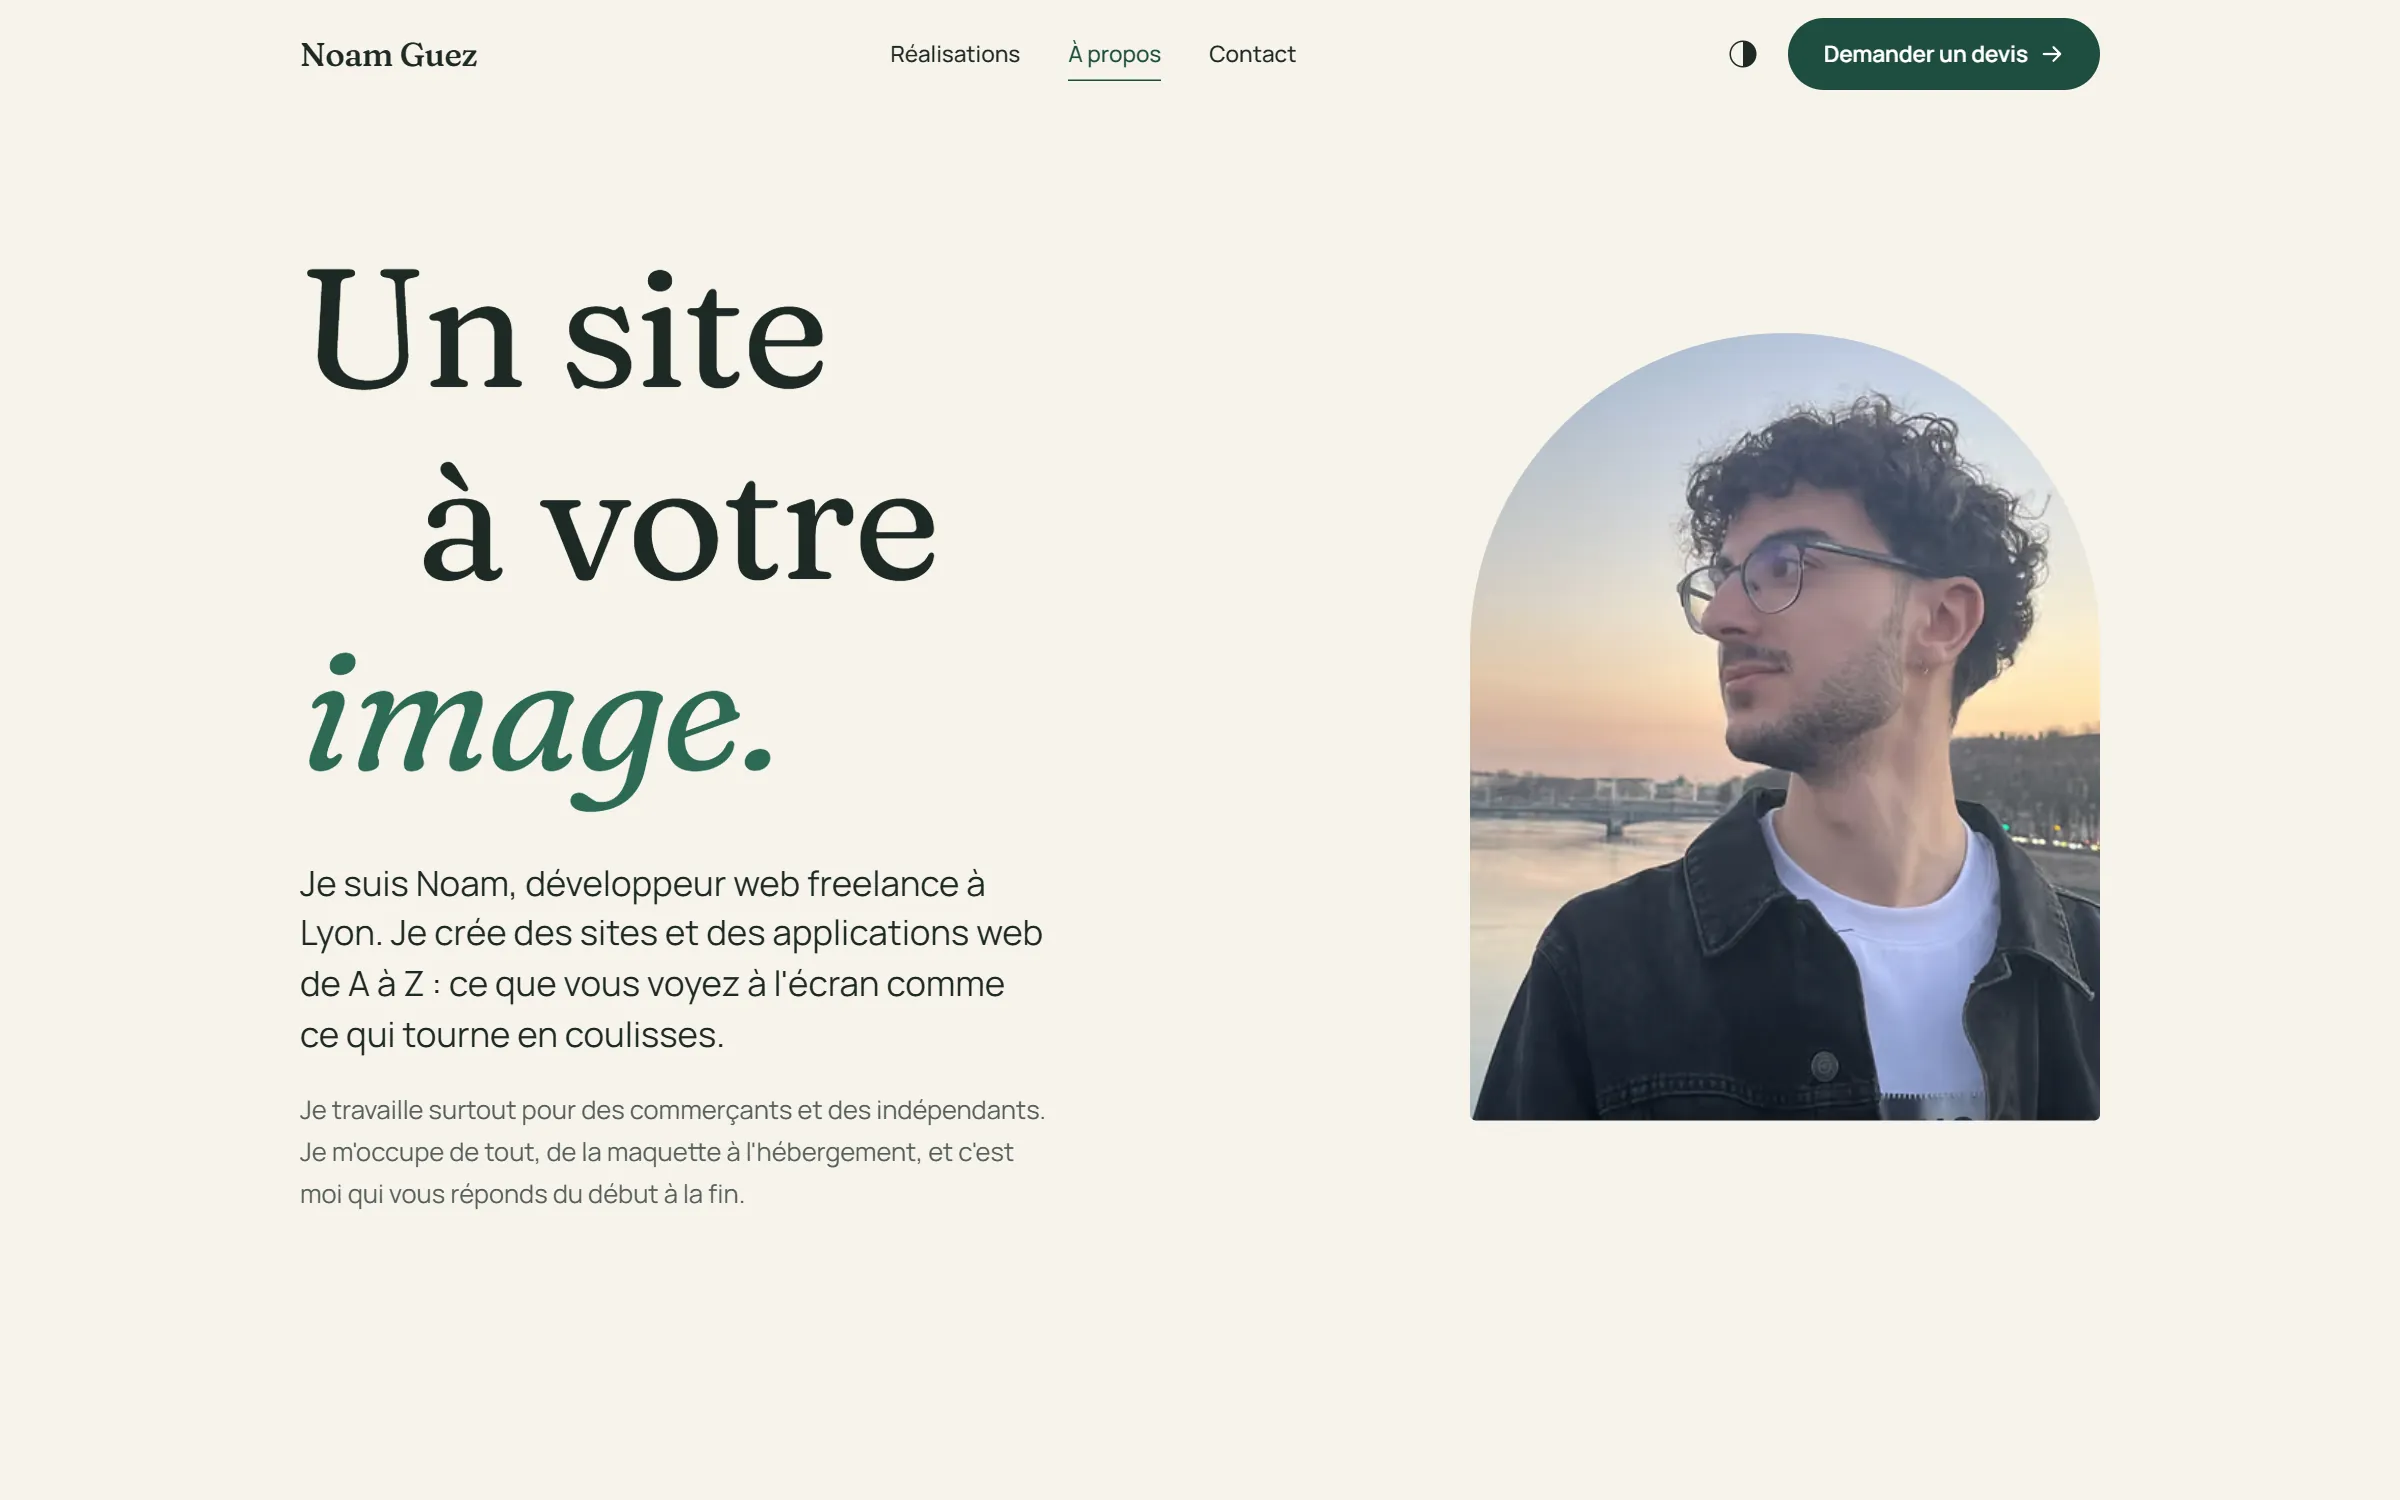 Noam Guez
Réalisations
À propos
Contact
Demander un devis →
Un site
à votre
image.
Je suis Noam, développeur web freelance à
Lyon. Je crée des sites et des applications web
de A à Z : ce que vous voyez à l'écran comme
ce qui tourne en coulisses.
Je travaille surtout pour des commerçants et des indépendants.
Je m'occupe de tout, de la maquette à l'hébergement, et c'est
moi qui vous réponds du début à la fin.